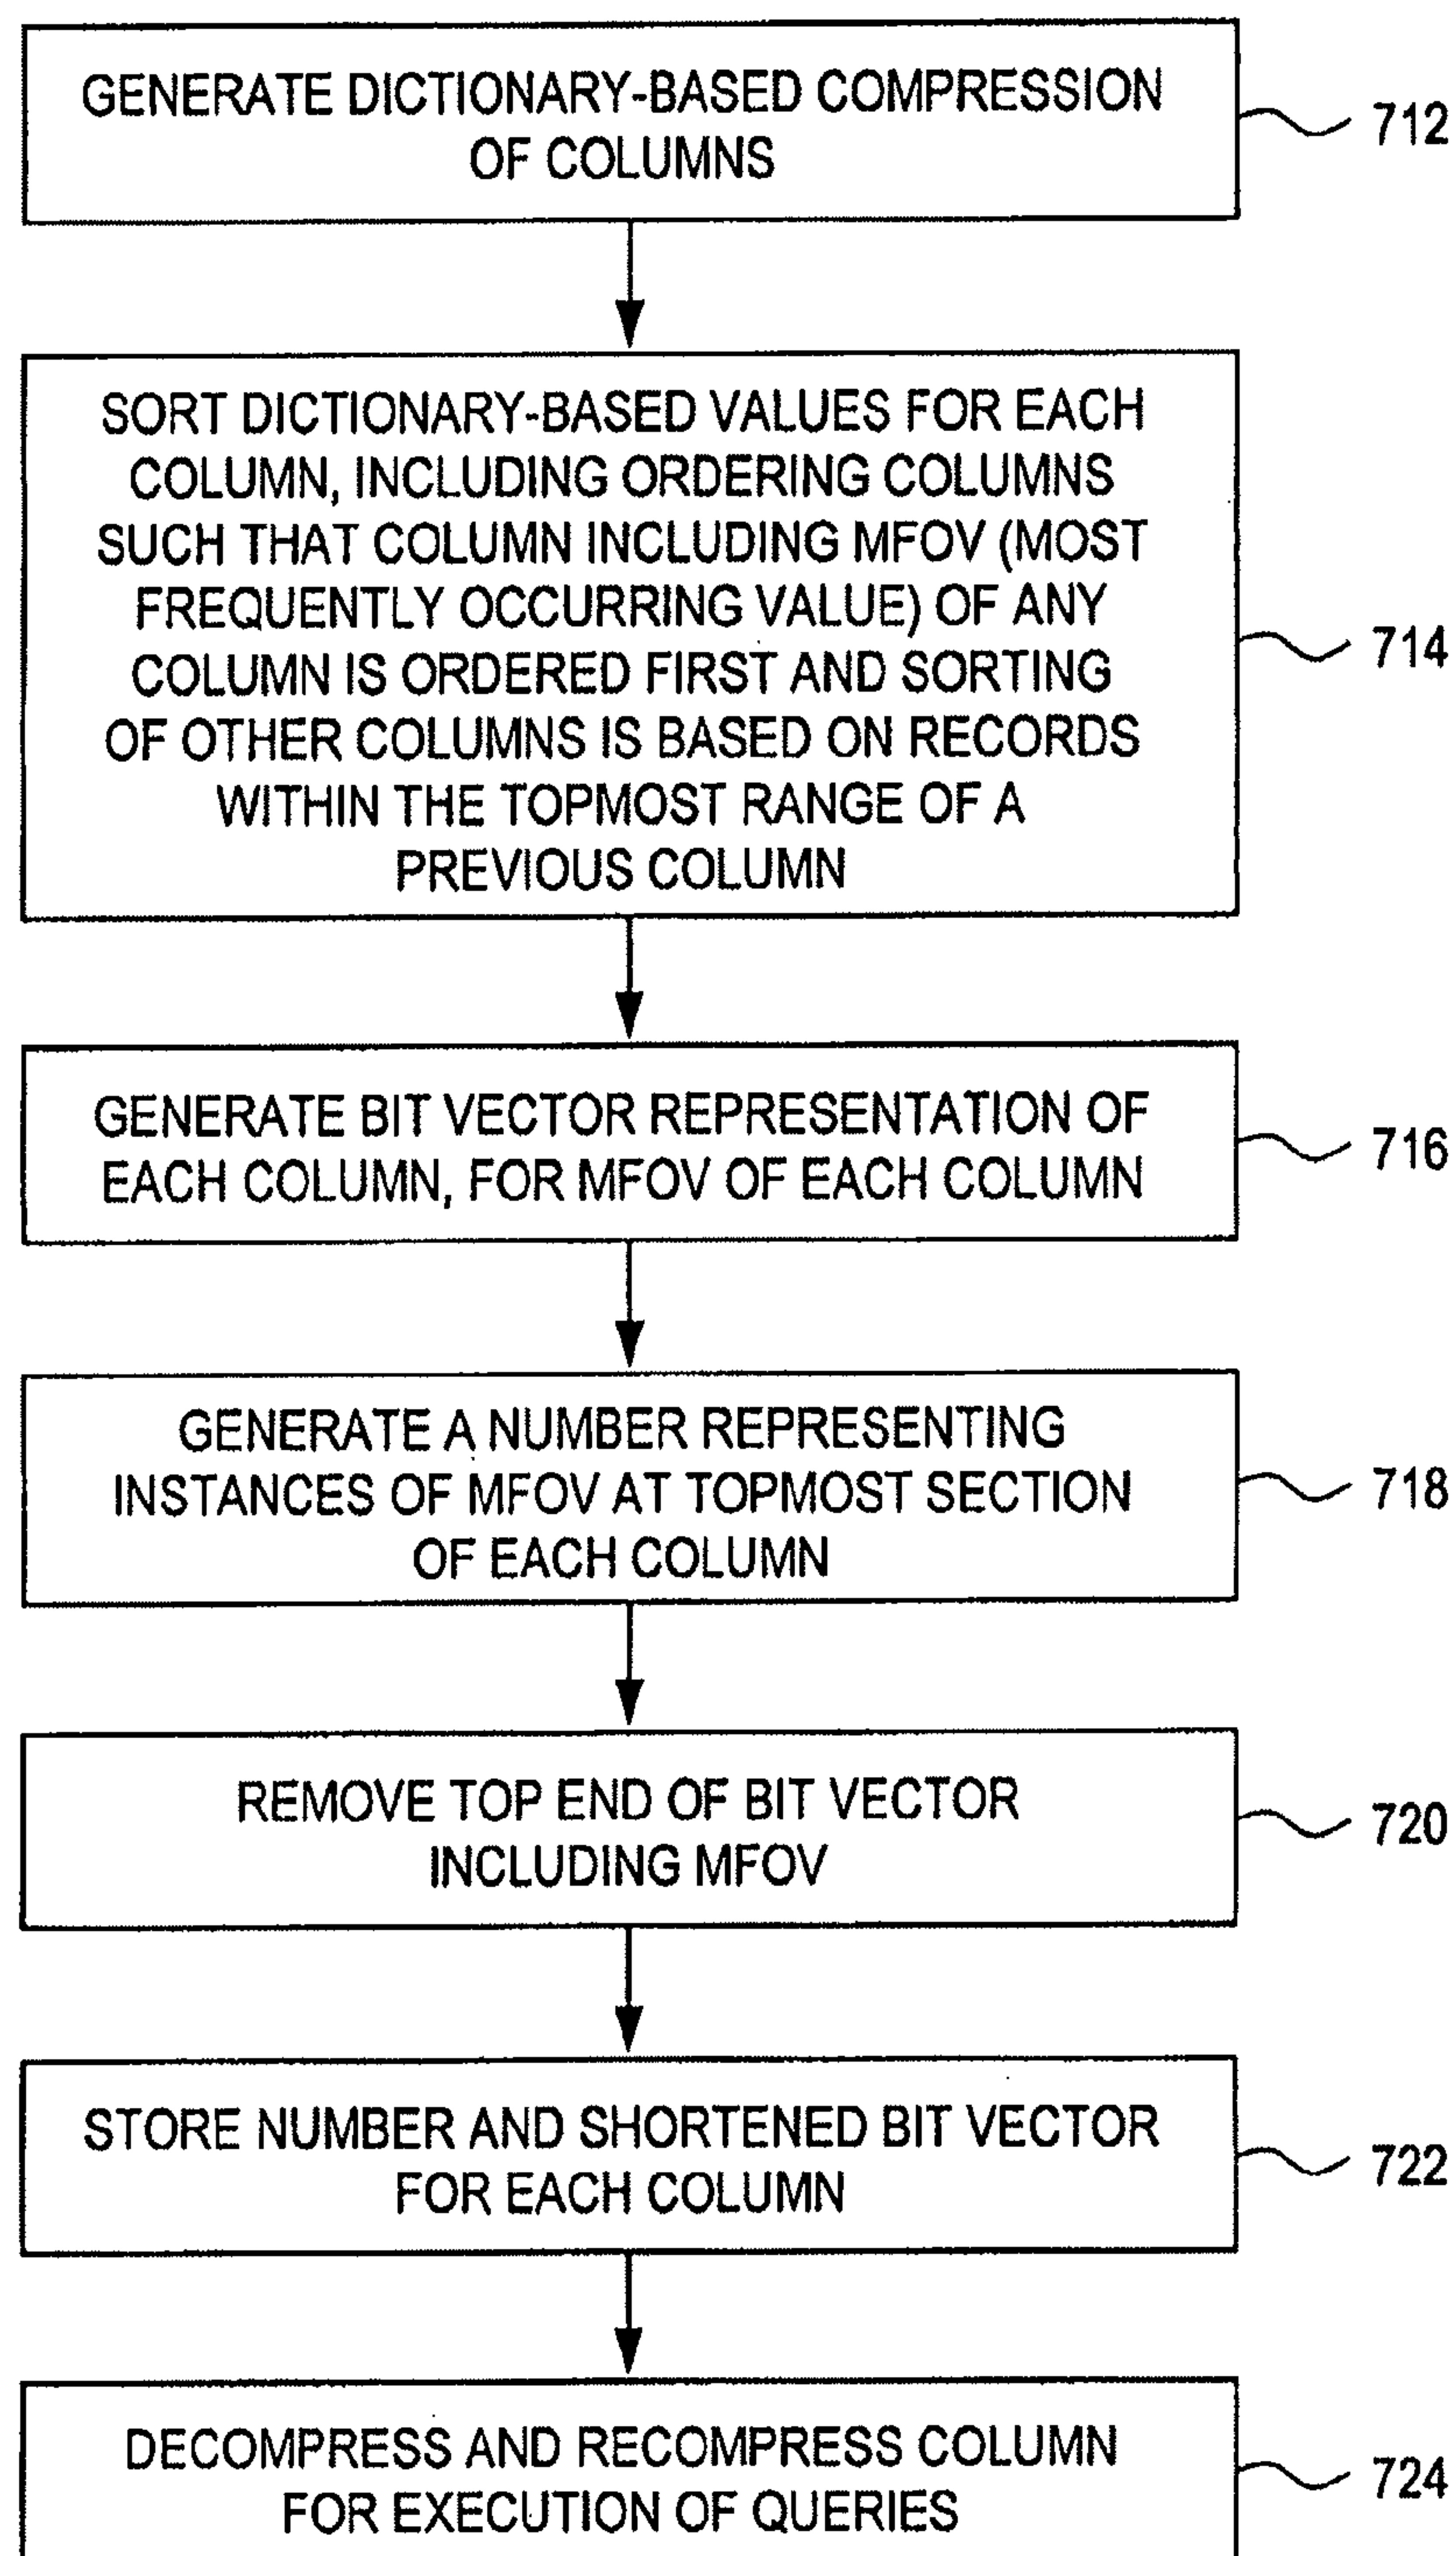 GENERATE DICTIONARY-BASED COMPRESSION
OF COLUMNS
712
SORT DICTIONARY-BASED VALUES FOR EACH
COLUMN, INCLUDING ORDERING COLUMNS
SUCH THAT COLUMN INCLUDING MFOV (MOST
FREQUENTLY OCCURRING VALUE) OF ANY
COLUMN IS ORDERED FIRST AND SORTING
OF OTHER COLUMNS IS BASED ON RECORDS
WITHIN THE TOPMOST RANGE OF A
PREVIOUS COLUMN
714
GENERATE BIT VECTOR REPRESENTATION OF
EACH COLUMN, FOR MFOV OF EACH COLUMN
716
GENERATE A NUMBER REPRESENTING
INSTANCES OF MFOV AT TOPMOST SECTION
OF EACH COLUMN
718
REMOVE TOP END OF BIT VECTOR
INCLUDING MFOV
720
STORE NUMBER AND SHORTENED BIT VECTOR
FOR EACH COLUMN
722
DECOMPRESS AND RECOMPRESS COLUMN
FOR EXECUTION OF QUERIES
724